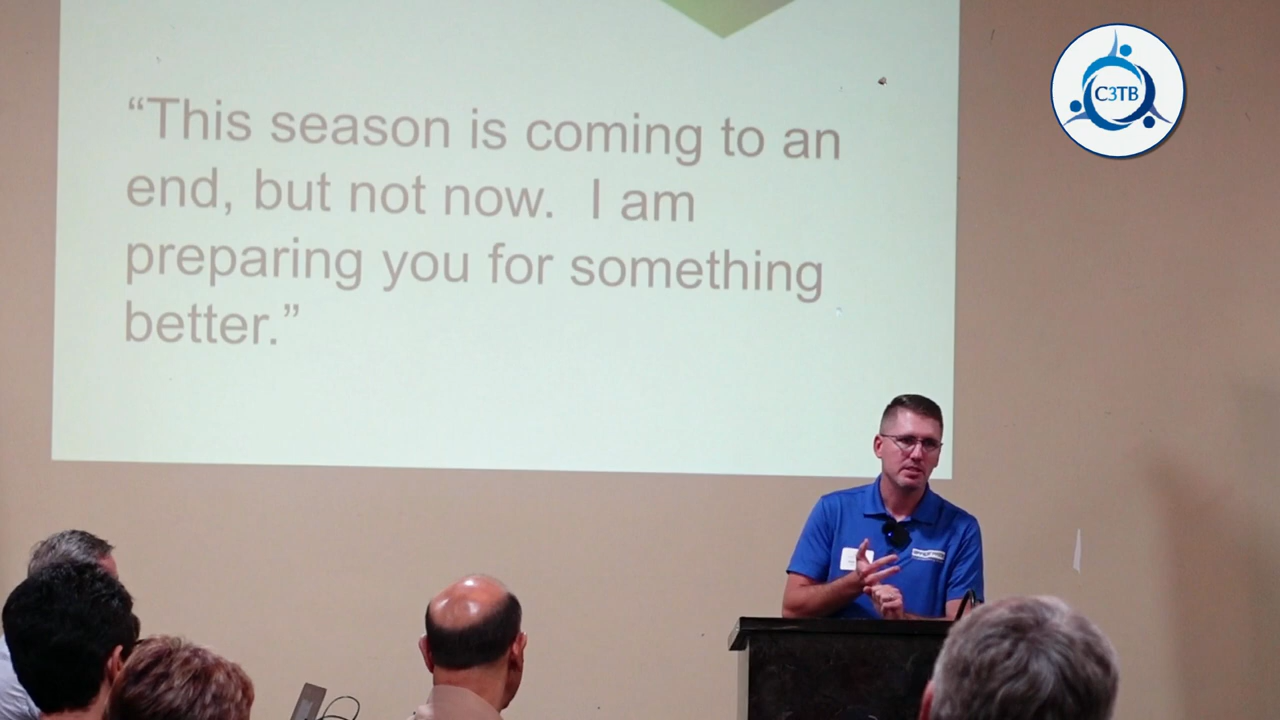 “This season is coming to an
end, but not now.  I am
preparing you for something
better.”
C3TB